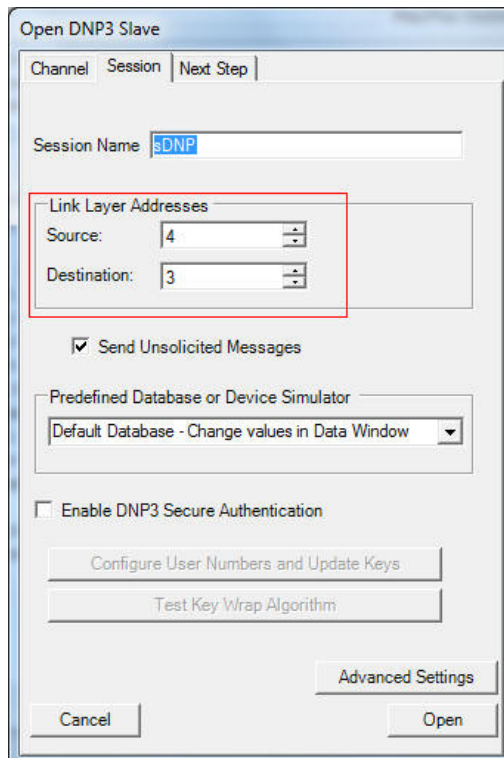 Open DNP3 Slave
Channel Session Next Step
Session Name sDNP
Link Layer Addresses
Source: 4
Destination: 3
Send Unsolicited Messages
Predefined Database or Device Simulator
Default Database - Change values in Data Window
Enable DNP3 Secure Authentication
Configure User Numbers and Update Keys
Test Key Wrap Algorithm
Advanced Settings
Cancel Open